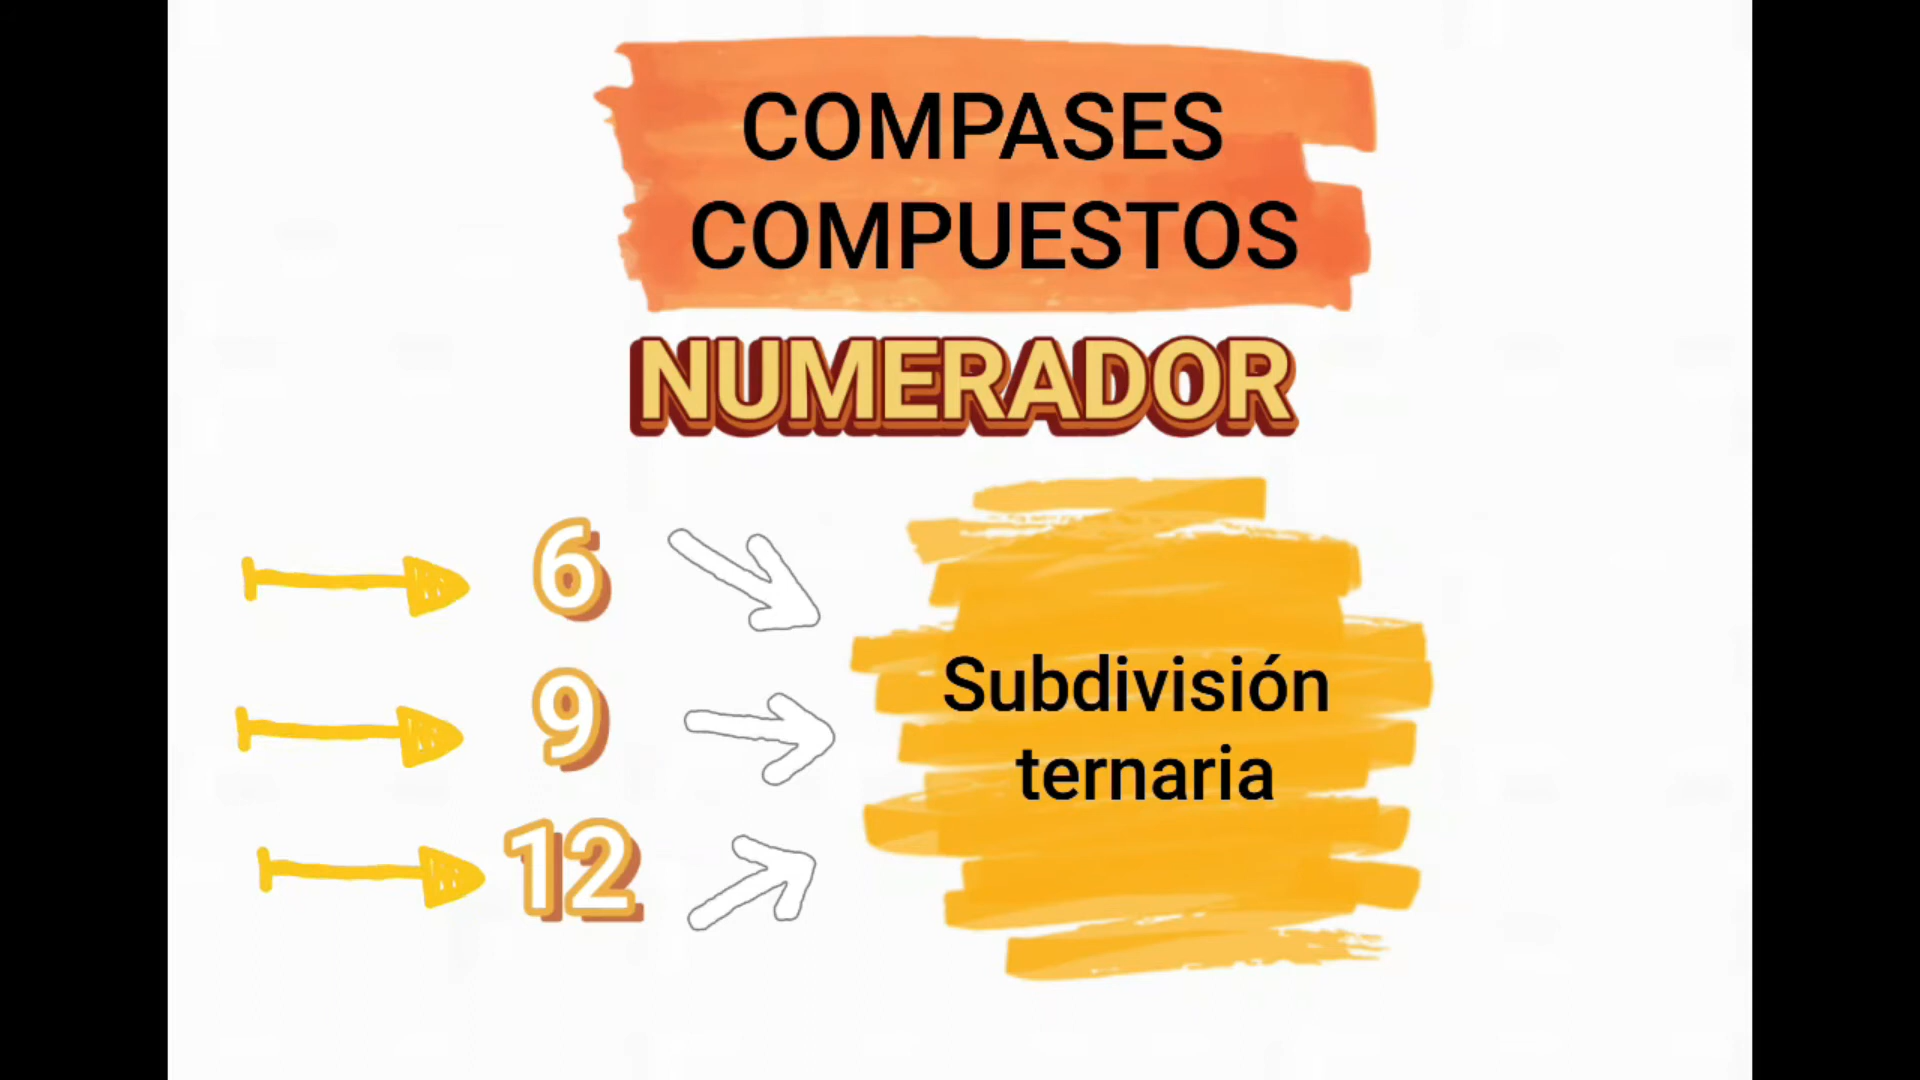 COMPASES
COMPUESTOS
NUMERADOR
6
9
12
Subdivisión
ternaria